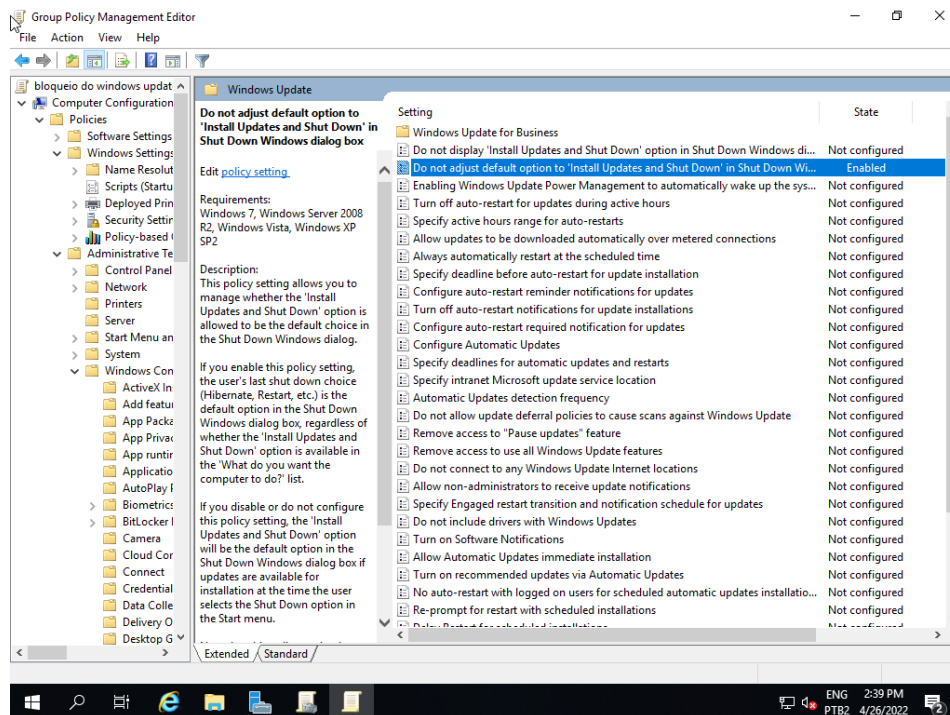 Group Policy Management Editor
File Action View Help
bloqueio do windows updat
Computer Configuration
Policies
Software Settings
Windows Settings
Name Resolut
Scripts (Startu
Deployed Prin
Security Settin
Policy-based
Administrative Te
Control Panel
Network
Printers
Server
Start Menu an
System
Windows Con
ActiveX In
Add featu
App Packa
App Privac
App runtir
Applicatio
AutoPlay P
Biometrics
BitLocker
Camera
Cloud Cor
Connect
Credential
Data Colle
Delivery O
Desktop G
Windows Update
Do not adjust default option to
'Install Updates and Shut Down' in
Shut Down Windows dialog box
Edit policy setting
Requirements:
Windows 7, Windows Server 2008
R2, Windows Vista, Windows XP
SP2
Description:
This policy setting allows you to
manage whether the 'Install
Updates and Shut Down' option is
allowed to be the default choice in
the Shut Down Windows dialog.
If you enable this policy setting,
the user's last shut down choice
(Hibernate, Restart, etc.) is the
default option in the Shut Down
Windows dialog box, regardless of
whether the 'Install Updates and
Shut Down' option is available in
the 'What do you want the
computer to do?' list.
If you disable or do not configure
this policy setting, the 'Install
Updates and Shut Down' option
will be the default option in the
Shut Down Windows dialog box if
updates are available for
installation at the time the user
selects the Shut Down option in
the Start menu.
Setting State
Windows Update for Business
Do not display 'Install Updates and Shut Down' option in Shut Down Windows di... Not configured
Do not adjust default option to 'Install Updates and Shut Down' in Shut Down Wi... Enabled
Enabling Windows Update Power Management to automatically wake up the sys... Not configured
Turn off auto-restart for updates during active hours Not configured
Specify active hours range for auto-restarts Not configured
Allow updates to be downloaded automatically over metered connections Not configured
Always automatically restart at the scheduled time Not configured
Specify deadline before auto-restart for update installation Not configured
Configure auto-restart reminder notifications for updates Not configured
Turn off auto-restart notifications for update installations Not configured
Configure auto-restart required notification for updates Not configured
Configure Automatic Updates Not configured
Specify deadlines for automatic updates and restarts Not configured
Specify intranet Microsoft update service location Not configured
Automatic Updates detection frequency Not configured
Do not allow update deferral policies to cause scans against Windows Update Not configured
Remove access to "Pause updates" feature Not configured
Remove access to use all Windows Update features Not configured
Do not connect to any Windows Update Internet locations Not configured
Allow non-administrators to receive update notifications Not configured
Specify Engaged restart transition and notification schedule for updates Not configured
Do not include drivers with Windows Updates Not configured
Turn on Software Notifications Not configured
Allow Automatic Updates immediate installation Not configured
Turn on recommended updates via Automatic Updates Not configured
No auto-restart with logged on users for scheduled automatic updates installatio... Not configured
Re-prompt for restart with scheduled installations Not configured
Delay Restart for scheduled installations Not configured
Extended Standard
ENG 2:39 PM
PTB2 4/26/2022
2